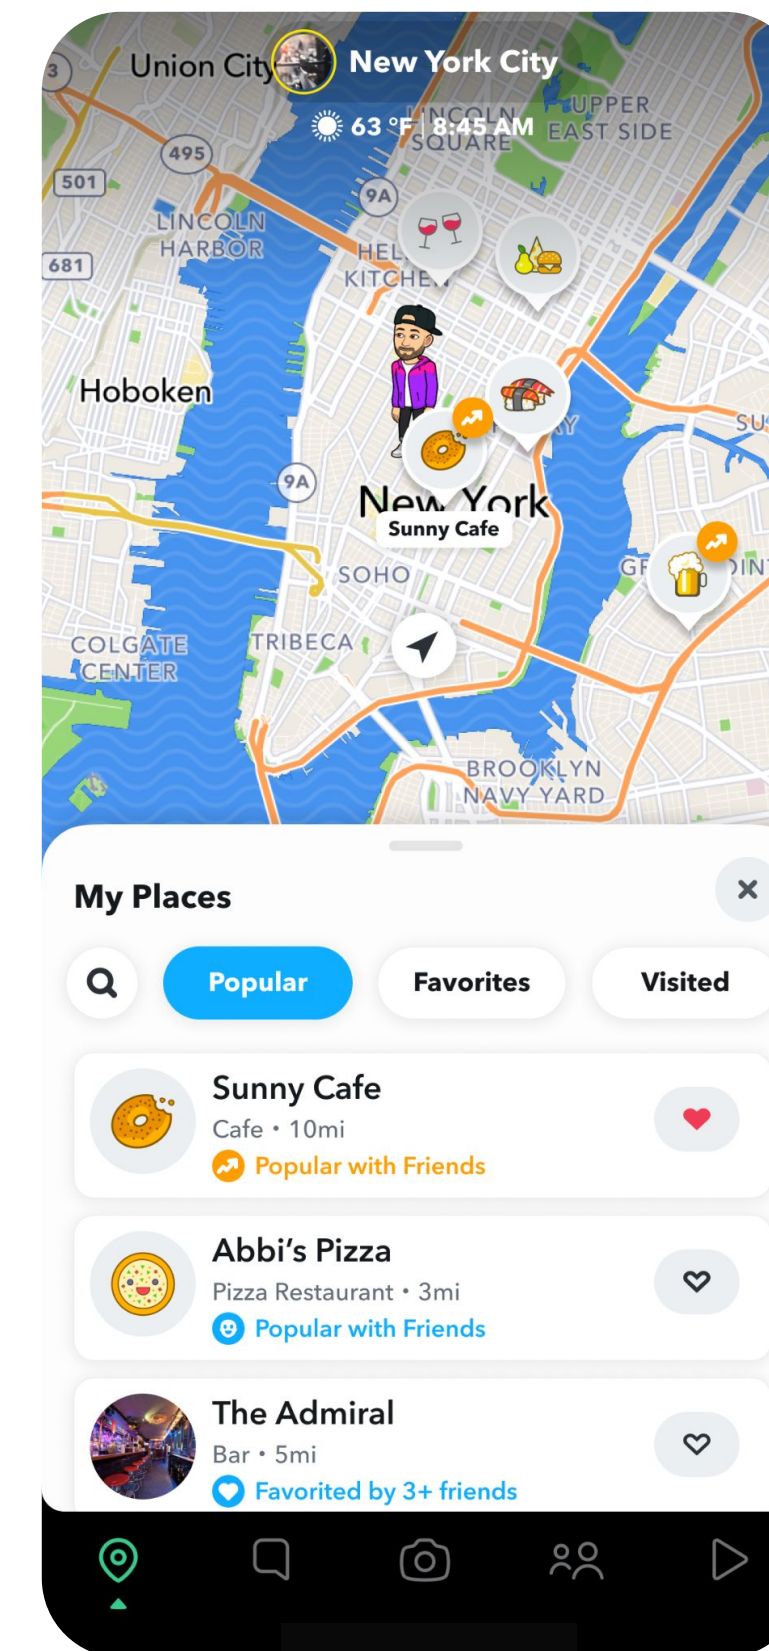 3
Union City
New York City
UPPER
EAST SIDE
LINCOLN
SQUARE
63 °F | 8:45 AM
495
501
9A
LINCOLN
HARBOR
681
KITCHEN
Hoboken
9A
New York
Sunny Cafe
SOHO
COLGATE
CENTER
TRIBECA
BROOKLYN
NAVY YARD
My Places
Popular
Favorites
Visited
Sunny Cafe
Cafe • 10mi
Popular with Friends
Abbi's Pizza
Pizza Restaurant • 3mi
Popular with Friends
The Admiral
Bar • 5mi
Favorited by 3+ friends